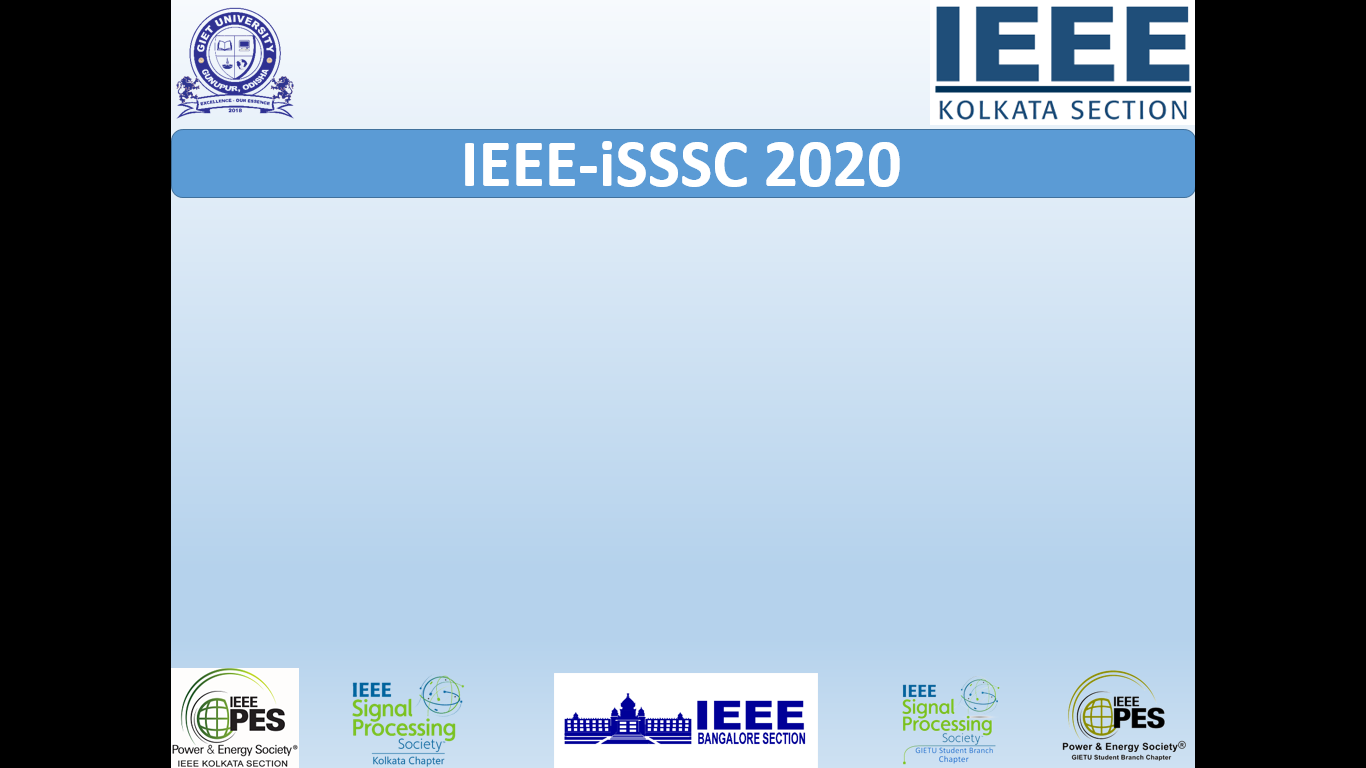 GIET UNIVERSITY
GUNUPUR, ODISHA
EXCELLENCE - OUR ESSENCE
2018
IEEE
KOLKATA SECTION
IEEE-iSSSC 2020
IEEE
PES
Power & Energy Society®
IEEE KOLKATA SECTION
IEEE
Signal
Processing
Society
Kolkata Chapter
IEEE
BANGALORE SECTION
IEEE
Signal
Processing
Society
GIETU Student Branch
Chapter
IEEE
PES
Power & Energy Society®
GIETU Student Branch Chapter